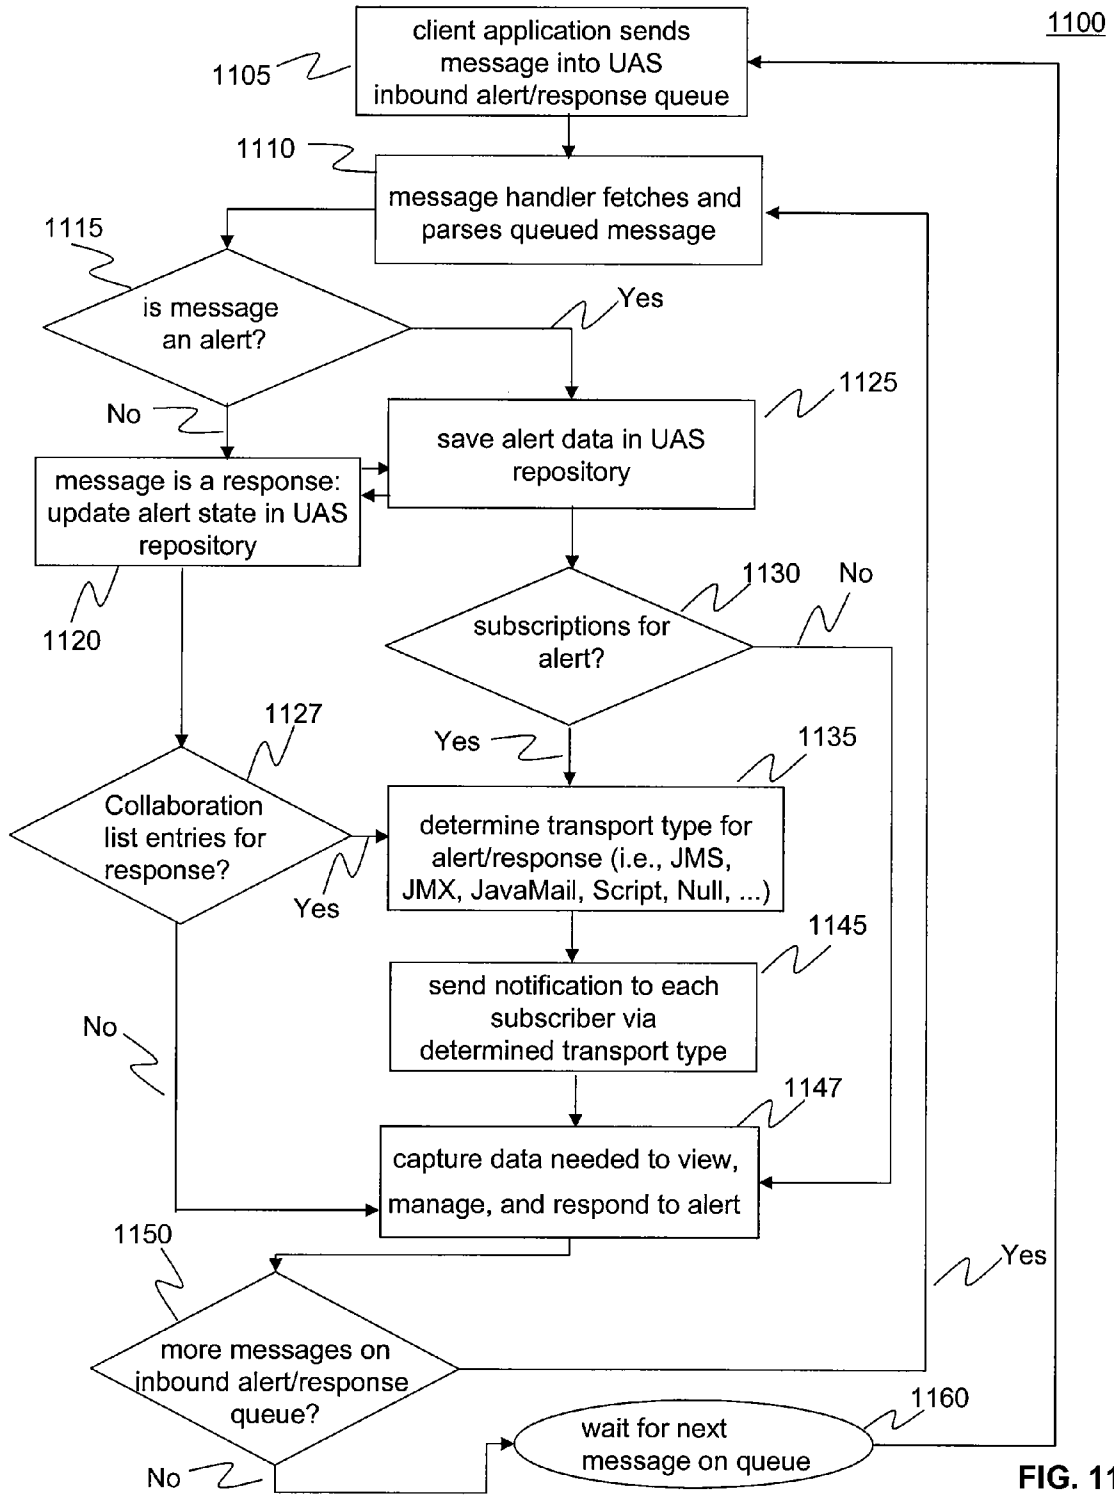 1100
client application sends
message into UAS
inbound alert/response queue
1105
1110
message handler fetches and
parses queued message
1115
is message
an alert?
Yes
No
1125
save alert data in UAS
repository
message is a response:
update alert state in UAS
repository
1120
1130
No
subscriptions for
alert?
1127
Yes
1135
Collaboration
list entries for
response?
Yes
determine transport type for
alert/response (i.e., JMS,
JMX, JavaMail, Script, Null, ...)
1145
send notification to each
subscriber via
determined transport type
No
1147
capture data needed to view,
manage, and respond to alert
1150
Yes
more messages on
inbound alert/response
queue?
1160
wait for next
message on queue
No
FIG. 11